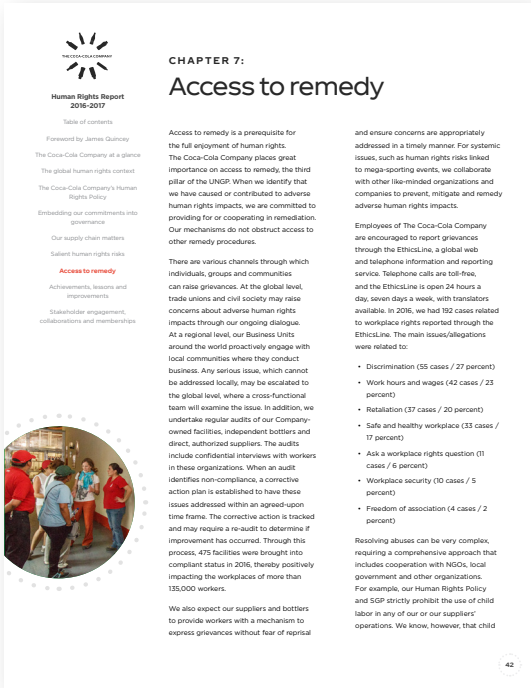 THE COCA-COLA COMPANY
Human Rights Report
2016-2017
Table of contents
Foreword by James Quincey
The Coca-Cola Company at a glance
The global human rights context
The Coca-Cola Company's Human
Rights Policy
Embedding our commitments into
governance
Our supply chain matters
Salient human rights risks
Access to remedy
Achievements, lessons and
improvements
Stakeholder engagement,
collaborations and memberships
CHAPTER 7:
Access to remedy
Access to remedy is a prerequisite for
the full enjoyment of human rights.
The Coca-Cola Company places great
importance on access to remedy, the third
pillar of the UNGP. When we identify that
we have caused or contributed to adverse
human rights impacts, we are committed to
providing for or cooperating in remediation.
Our mechanisms do not obstruct access to
other remedy procedures.
There are various channels through which
individuals, groups and communities
can raise grievances. At the global level,
trade unions and civil society may raise
concerns about adverse human rights
impacts through our ongoing dialogue.
At a regional level, our Business Units
around the world proactively engage with
local communities where they conduct
business. Any serious issue, which cannot
be addressed locally, may be escalated to
the global level, where a cross-functional
team will examine the issue. In addition, we
undertake regular audits of our Company-
owned facilities, independent bottlers and
direct, authorized suppliers. The audits
include confidential interviews with workers
in these organizations. When an audit
identifies non-compliance, a corrective
action plan is established to have these
issues addressed within an agreed-upon
time frame. The corrective action is tracked
and may require a re-audit to determine if
improvement has occurred. Through this
process, 475 facilities were brought into
compliant status in 2016, thereby positively
impacting the workplaces of more than
135,000 workers.
We also expect our suppliers and bottlers
to provide workers with a mechanism to
express grievances without fear of reprisal
and ensure concerns are appropriately
addressed in a timely manner. For systemic
issues, such as human rights risks linked
to mega-sporting events, we collaborate
with other like-minded organizations and
companies to prevent, mitigate and remedy
adverse human rights impacts.
Employees of The Coca-Cola Company
are encouraged to report grievances
through the EthicsLine, a global web
and telephone information and reporting
service. Telephone calls are toll-free,
and the EthicsLine is open 24 hours a
day, seven days a week, with translators
available. In 2016, we had 192 cases related
to workplace rights reported through the
EthicsLine. The main issues/allegations
were related to:
• Discrimination (55 cases / 27 percent)
• Work hours and wages (42 cases / 23
percent)
• Retaliation (37 cases / 20 percent)
• Safe and healthy workplace (33 cases /
17 percent)
• Ask a workplace rights question (11
cases / 6 percent)
• Workplace security (10 cases / 5
percent)
• Freedom of association (4 cases / 2
percent)
Resolving abuses can be very complex,
requiring a comprehensive approach that
includes cooperation with NGOs, local
government and other organizations.
For example, our Human Rights Policy
and SGP strictly prohibit the use of child
labor in any of our or our suppliers'
operations. We know, however, that child
42